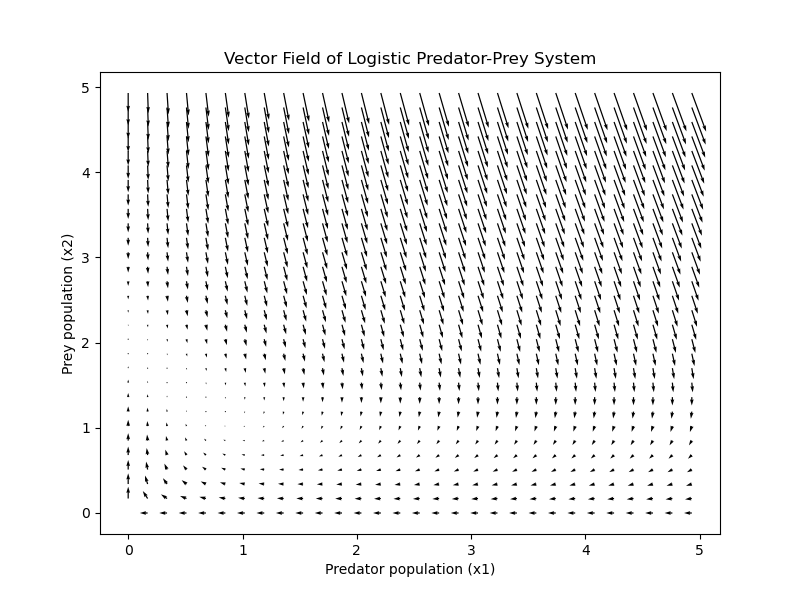 Vector Field of Logistic Predator-Prey System
5
4
3
2
1
0
Prey population (x2)
0 1 2 3 4 5
Predator population (x1)